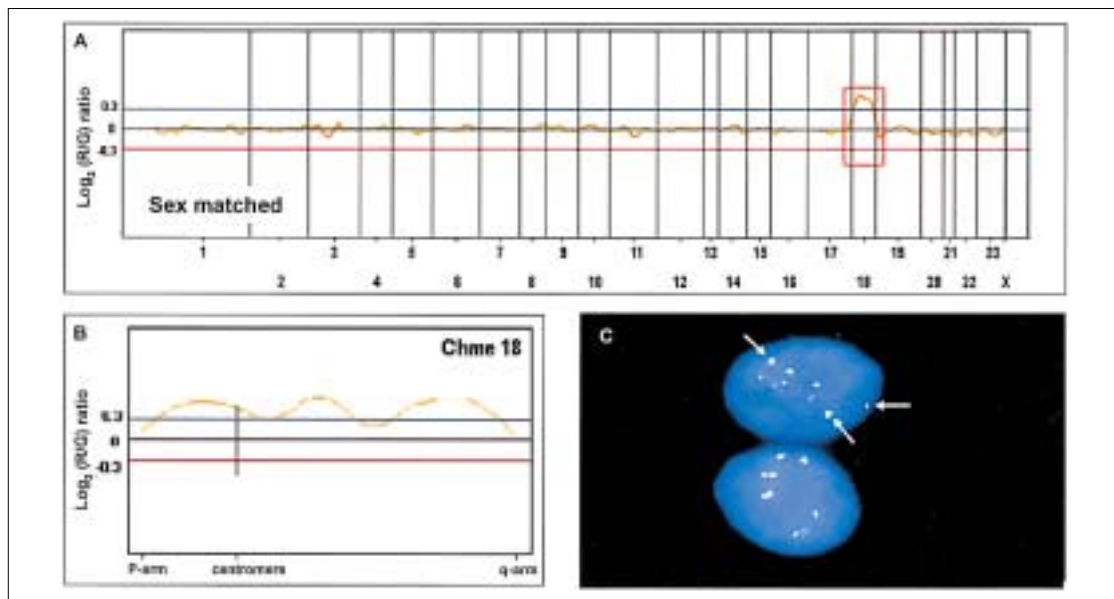 A
Log2 (R/G) ratio
0.3
0
-0.3
Sex matched
1 3 5 7 9 11 13 15 17 19 21 23
2 4 6 8 10 12 14 16 18 20 22 X
B
Chme 18
Log2 (R/G) ratio
0.3
0
-0.3
P-arm centromere q-arm
C